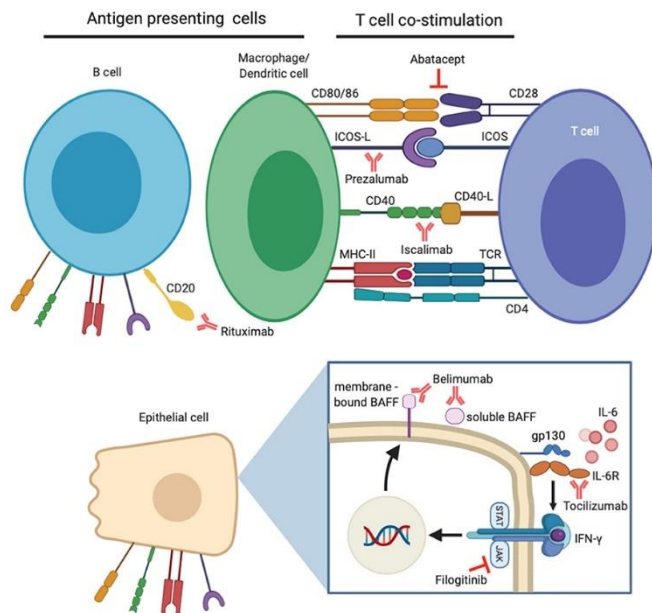 Antigen presenting cells
T cell co-stimulation
B cell
Macrophage/
Dendritic cell
Abatacept
CD80/86
CD28
ICOS-L
ICOS
T cell
Prezalumab
CD40
CD40-L
Iscalimab
MHC-II
TCR
CD20
CD4
Rituximab
Epithelial cell
membrane -
bound BAFF
Belimumab
soluble BAFF
IL-6
gp130
IL-6R
Tocilizumab
STAT
JAK
IFN-γ
Filogitinib